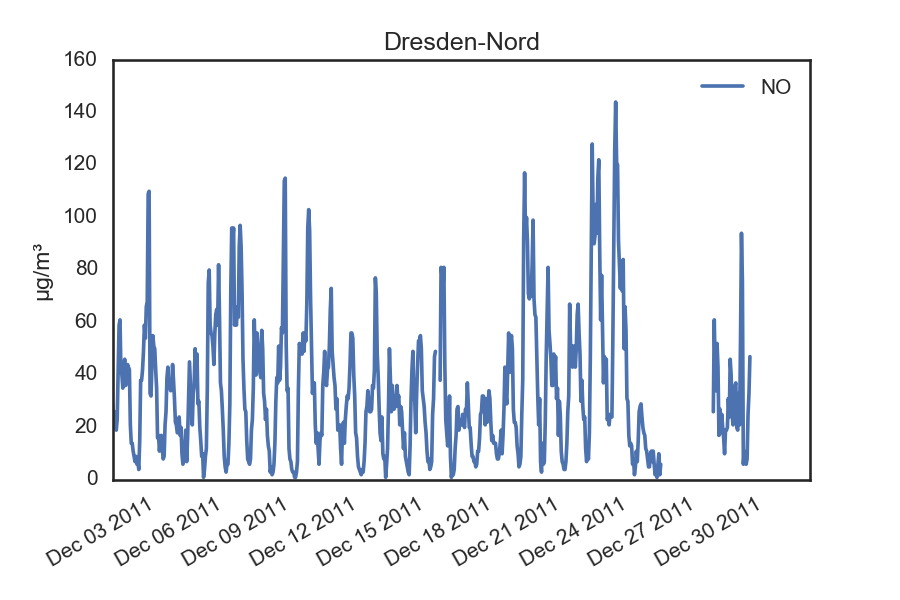 Dresden-Nord
160
140
120
100
80
60
40
20
0
µg/m³
NO
Dec 03 2011
Dec 06 2011
Dec 09 2011
Dec 12 2011
Dec 15 2011
Dec 18 2011
Dec 21 2011
Dec 24 2011
Dec 27 2011
Dec 30 2011